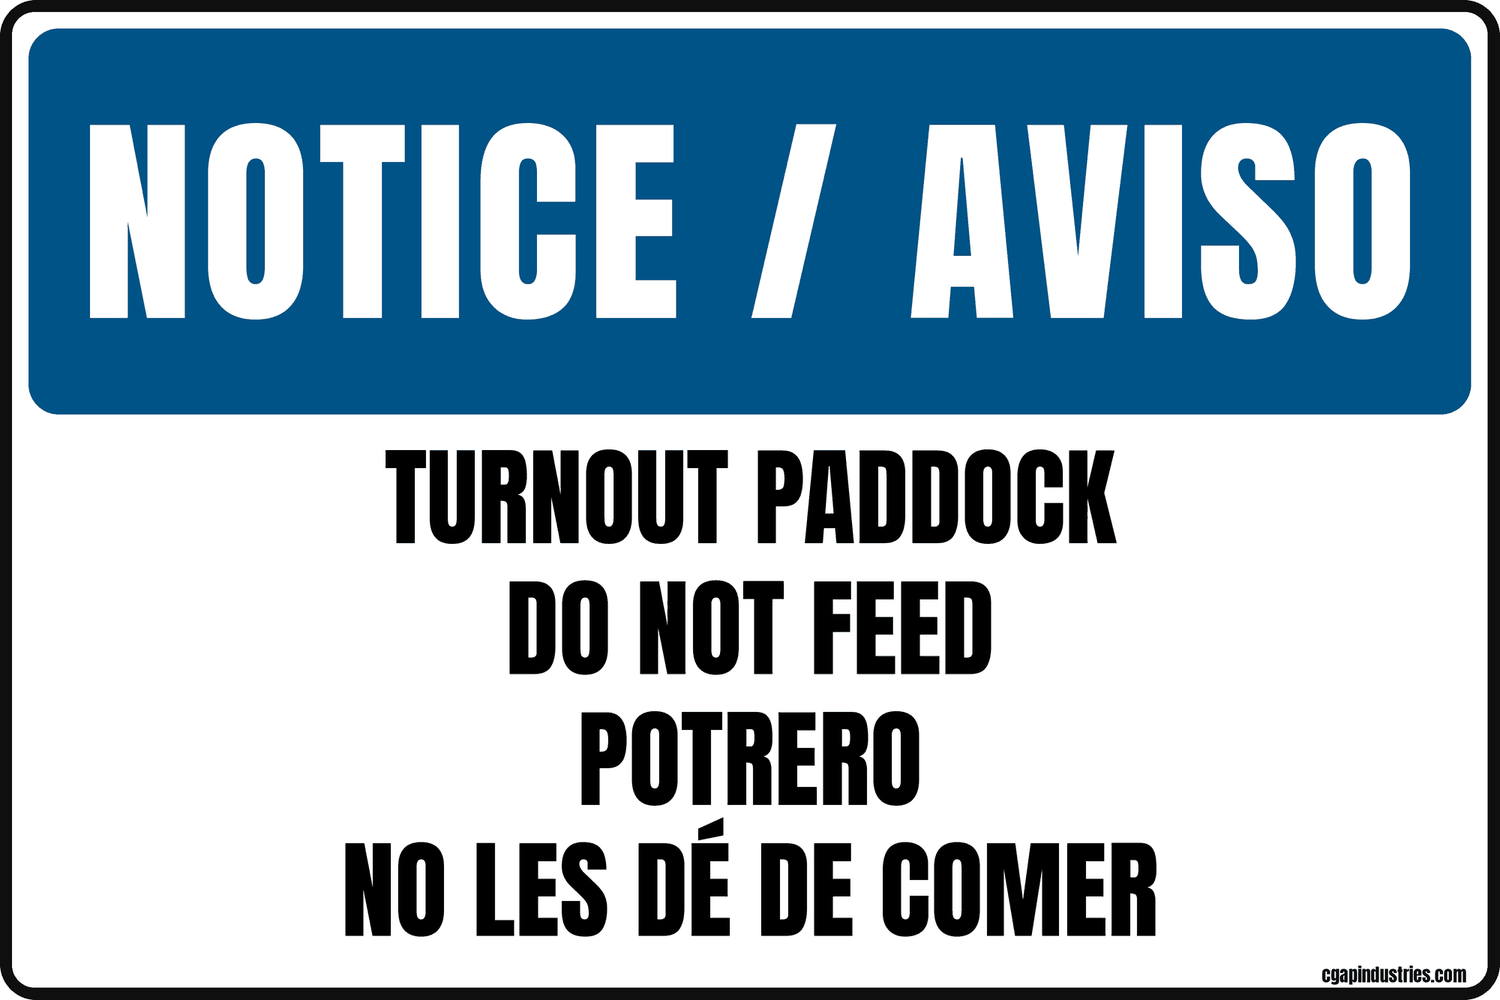 NOTICE / AVISO
TURNOUT PADDOCK
DO NOT FEED
POTRERO
NO LES DÉ DE COMER
cgapindustries.com